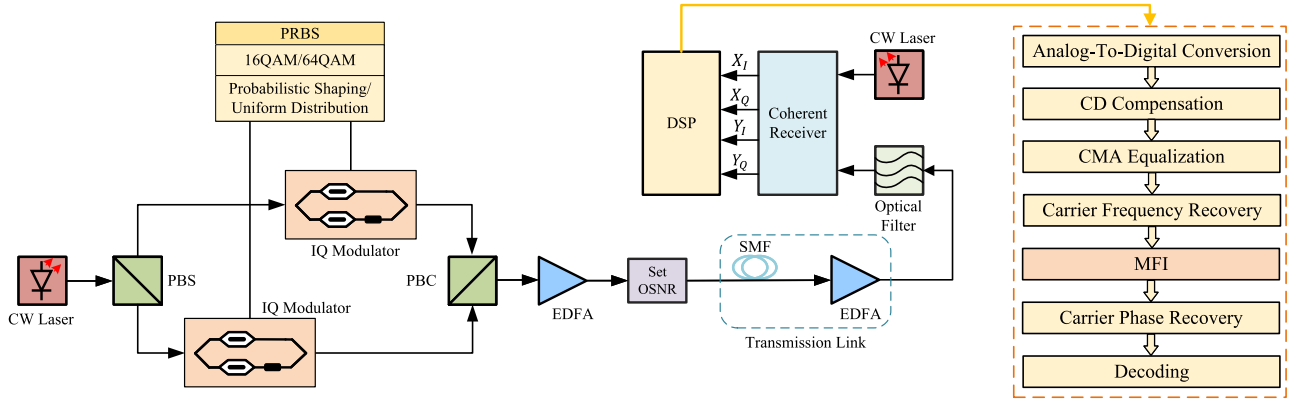 PRBS
16QAM/64QAM
Probabilistic Shaping/
Uniform Distribution
IQ Modulator
CW Laser
PBS
IQ Modulator
PBC
EDFA
Set
OSNR
SMF
EDFA
Transmission Link
Optical
Filter
CW Laser
Coherent
Receiver
X_I
X_Q
Y_I
Y_Q
DSP
Analog-To-Digital Conversion
CD Compensation
CMA Equalization
Carrier Frequency Recovery
MFI
Carrier Phase Recovery
Decoding